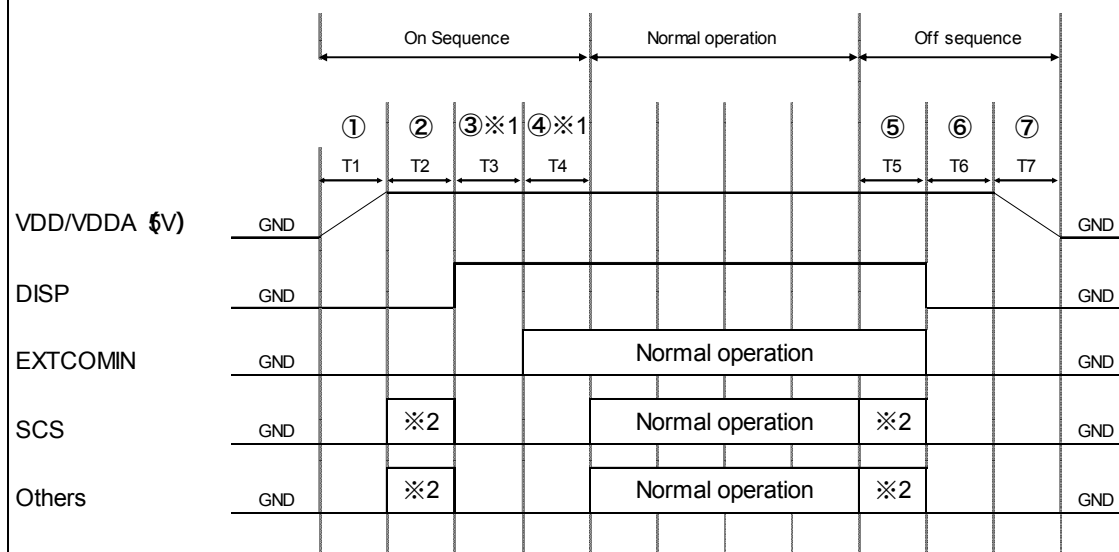 On Sequence Normal operation Off sequence
① ② ③※1 ④※1 ⑤ ⑥ ⑦
T1 T2 T3 T4 T5 T6 T7
VDD/VDDA (5V) GND GND
DISP GND GND
EXTCOMIN GND Normal operation GND
SCS GND ※2 Normal operation ※2 GND
Others GND ※2 Normal operation ※2 GND